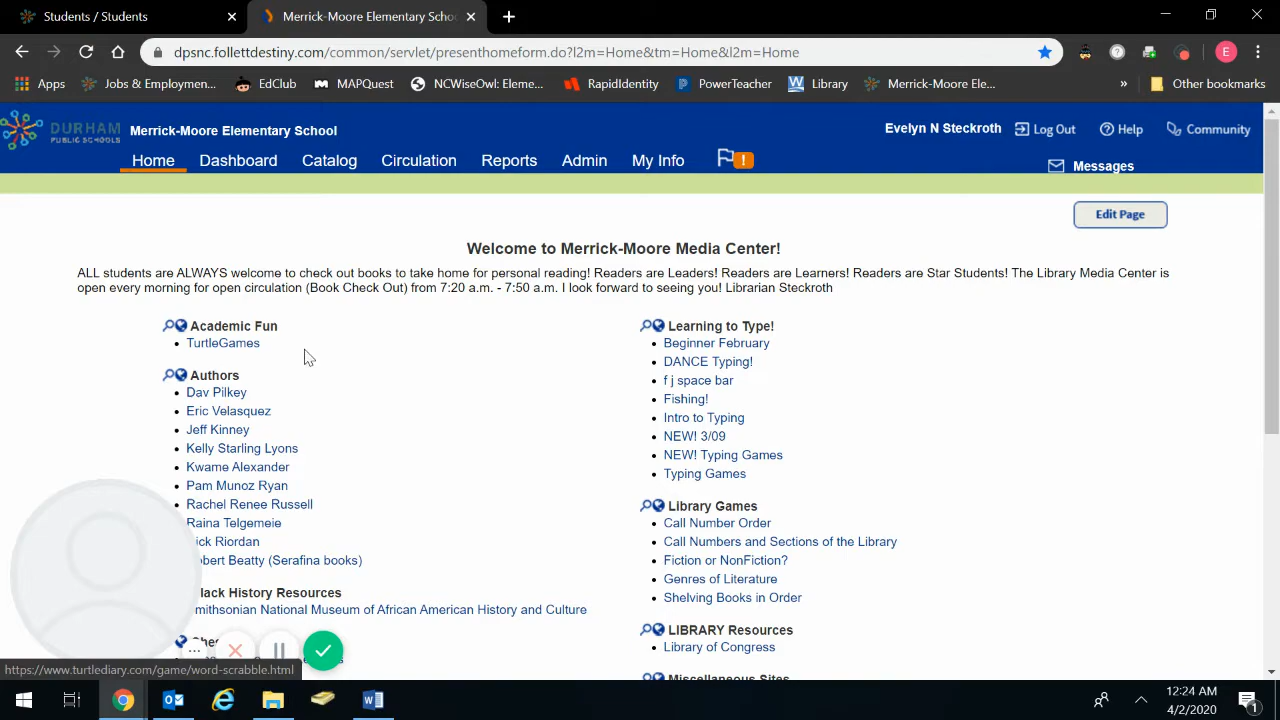 Students / Students
Merrick-Moore Elementary Scho
dpsnc.follettdestiny.com/common/servlet/presenthomeform.do?l2m=Home&tm=Home&l2m=Home
E
Apps
Jobs & Employmen...
EdClub
MAPQuest
NCWiseOwl: Eleme...
RapidIdentity
PowerTeacher
Library
Merrick-Moore Ele...
»
Other bookmarks
DURHAM
PUBLIC SCHOOLS
Merrick-Moore Elementary School
Evelyn N Steckroth
Log Out
Help
Community
Home
Dashboard
Catalog
Circulation
Reports
Admin
My Info
!
Messages
Edit Page
Welcome to Merrick-Moore Media Center!
ALL students are ALWAYS welcome to check out books to take home for personal reading! Readers are Leaders! Readers are Learners! Readers are Star Students! The Library Media Center is
open every morning for open circulation (Book Check Out) from 7:20 a.m. - 7:50 a.m. I look forward to seeing you! Librarian Steckroth
Academic Fun
TurtleGames
Authors
Dav Pilkey
Eric Velasquez
Jeff Kinney
Kelly Starling Lyons
Kwame Alexander
Pam Munoz Ryan
Rachel Renee Russell
Raina Telgemeie
ick Riordan
obert Beatty (Serafina books)
lack History Resources
mithsonian National Museum of African American History and Culture
Ches
Learning to Type!
Beginner February
DANCE Typing!
f j space bar
Fishing!
Intro to Typing
NEW! 3/09
NEW! Typing Games
Typing Games
Library Games
Call Number Order
Call Numbers and Sections of the Library
Fiction or NonFiction?
Genres of Literature
Shelving Books in Order
LIBRARY Resources
Library of Congress
Miscellaneous Sites
https://www.turtlediary.com/game/word-scrabble.html
12:24 AM
4/2/2020
1